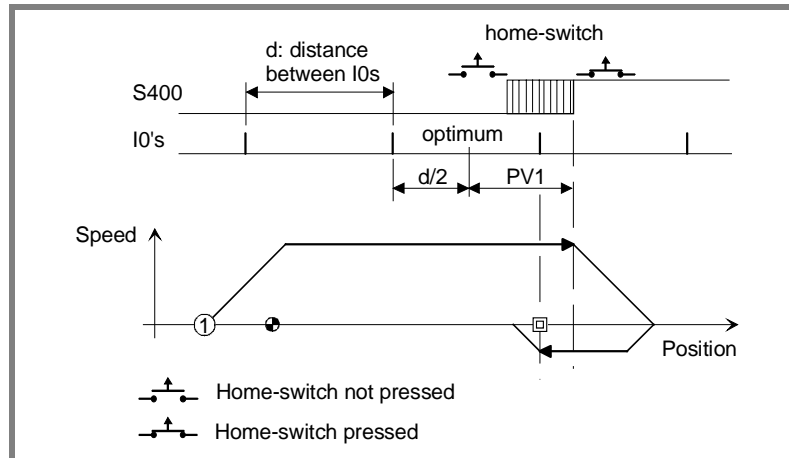 home-switch
d: distance
between I0s
S400
I0's
optimum
d/2
PV1
Speed
1
Position
Home-switch not pressed
Home-switch pressed